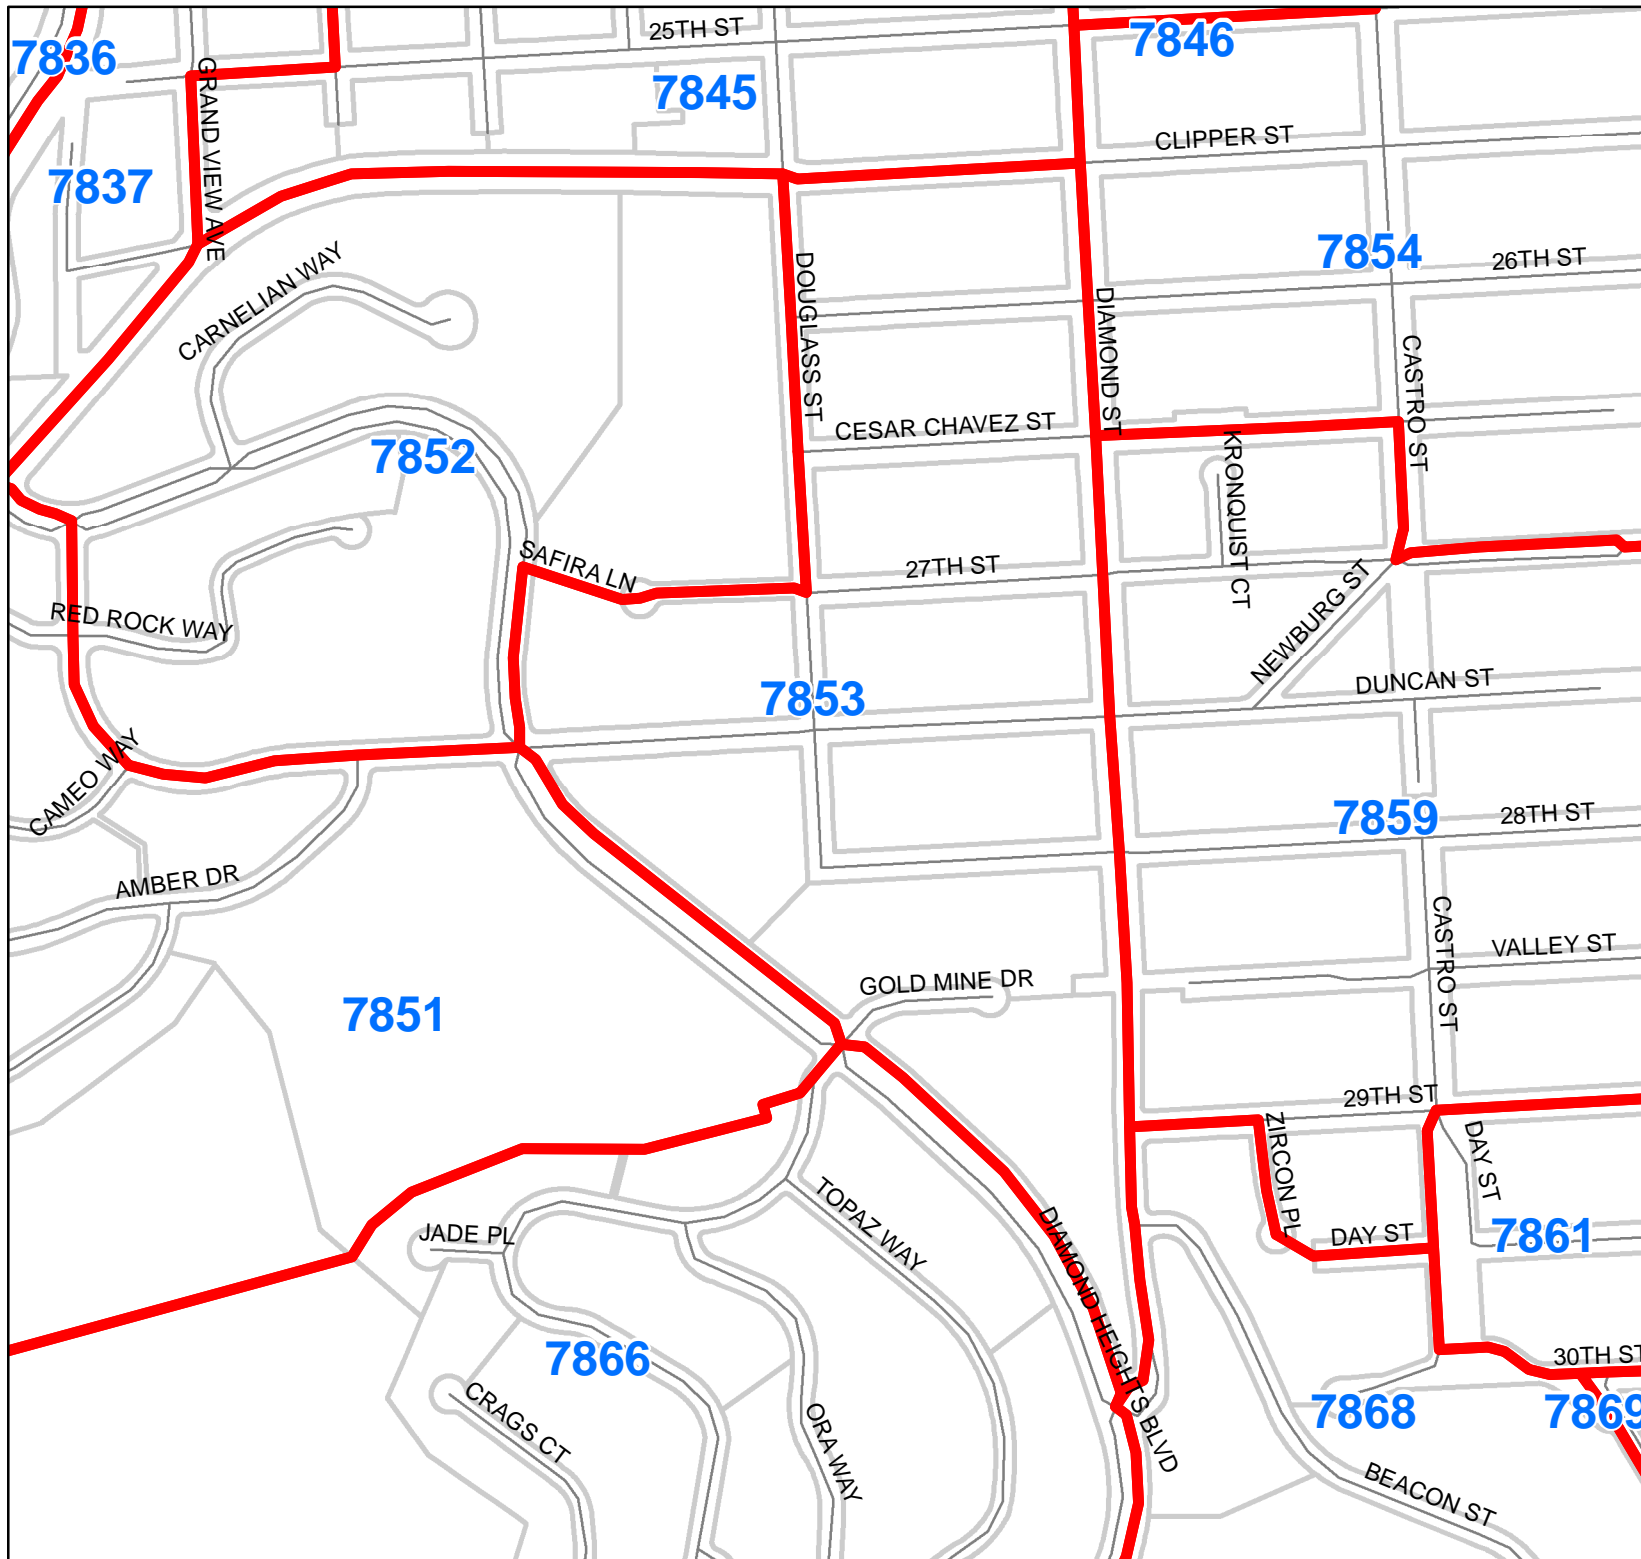 25TH ST
7836
7846
GRAND VIEW AVE
7845
CLIPPER ST
7837
7854
26TH ST
CARNELIAN WAY
DOUGLASS ST
DIAMOND ST
CASTRO ST
CESAR CHAVEZ ST
7852
KRONQUIST CT
SAFIRA LN
27TH ST
NEWBURG ST
RED ROCK WAY
7853
DUNCAN ST
CAMEO WAY
7859
28TH ST
AMBER DR
CASTRO ST
VALLEY ST
GOLD MINE DR
7851
29TH ST
ZIRCON PL
DAY ST
TOPAZ WAY
JADE PL
DAY ST
7861
DIAMOND HEIGHTS BLVD
7866
30TH ST
CRAGS CT
ORA WAY
7868
7869
BEACON ST